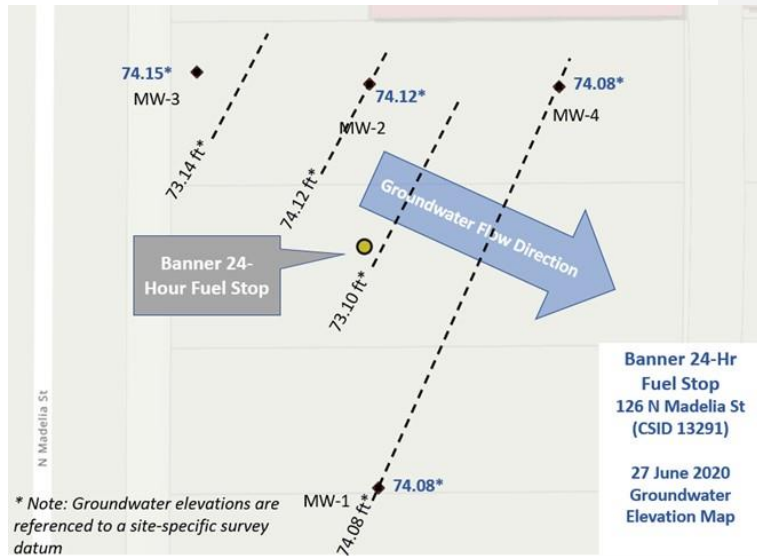 74.15*
MW-3
74.12*
MW-2
74.08*
MW-4
73.14 ft*
74.12 ft*
73.10 ft*
Groundwater Flow Direction
Banner 24-
Hour Fuel Stop
N Madelia St
MW-1
74.08*
74.08 ft*
* Note: Groundwater elevations are
referenced to a site-specific survey
datum
Banner 24-Hr
Fuel Stop
126 N Madelia St
(CSID 13291)
27 June 2020
Groundwater
Elevation Map